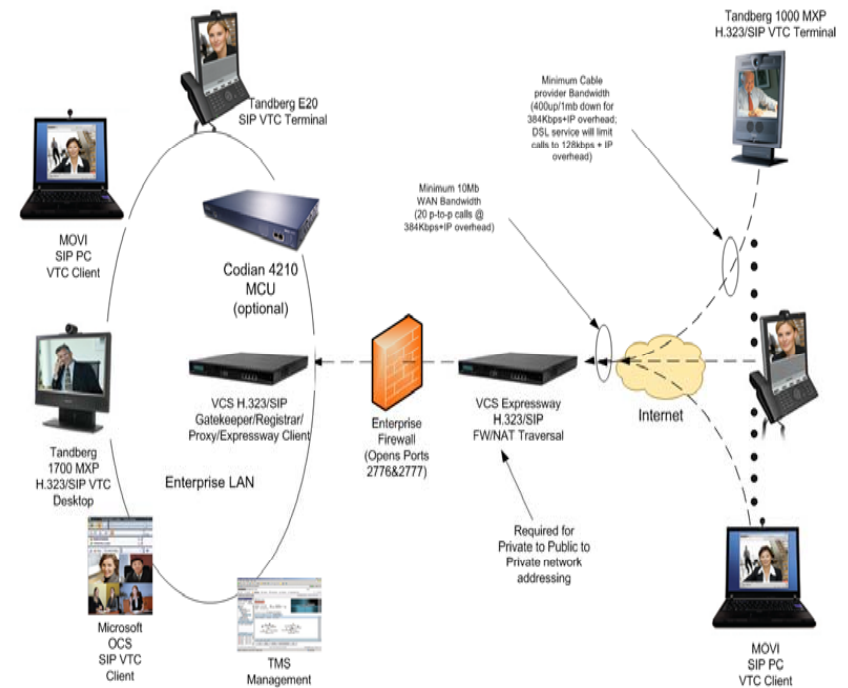 Tandberg 1000 MXP
H.323/SIP VTC Terminal
Tandberg E20
SIP VTC Terminal
Minimum Cable
provider Bandwidth
(400up/1mb down for
384Kbps+IP overhead;
DSL service will limit
calls to 128kbps + IP
overhead)
MOVI
SIP PC
VTC Client
Minimum 10Mb
WAN Bandwidth
(20 p-to-p calls @
384Kbps+IP overhead)
Codian 4210
MCU
(optional)
VCS H.323/SIP
Gatekeeper/Registrar/
Proxy/Expressway Client
Enterprise
Firewall
(Opens Ports
2776&2777)
VCS Expressway
H.323/SIP
FW/NAT Traversal
Internet
Tandberg
1700 MXP
H.323/SIP VTC
Desktop
Enterprise LAN
Required for
Private to Public to
Private network
addressing
Microsoft
OCS
SIP VTC
Client
TMS
Management
MOVI
SIP PC
VTC Client